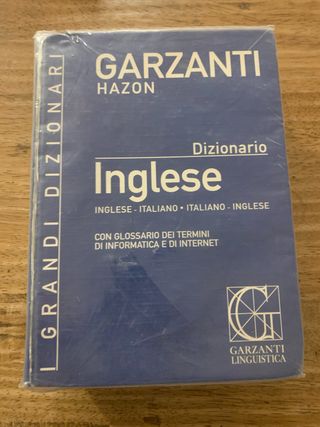 I GRANDI DIZIONARI
GARZANTI
HAZON
Dizionario
Inglese
INGLESE - ITALIANO • ITALIANO - INGLESE
CON GLOSSARIO DEI TERMINI
DI INFORMATICA E DI INTERNET
G
GARZANTI
LINGUISTICA